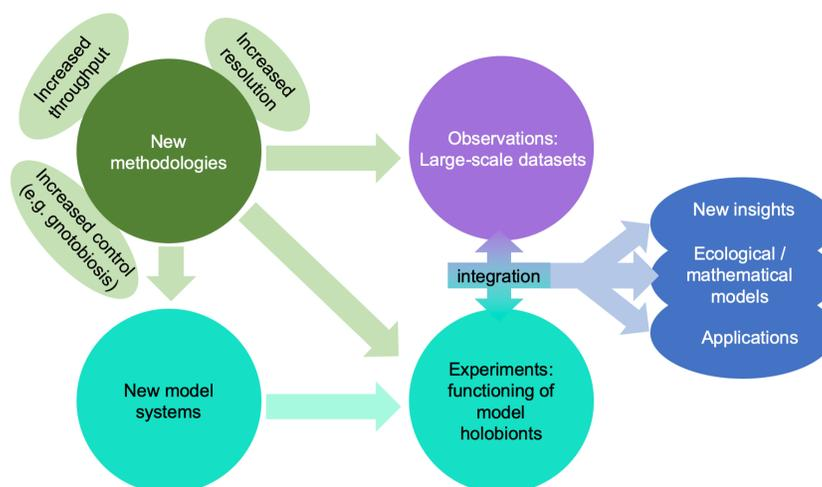 Increased
throughput
Increased
resolution
New
methodologies
Increased control
(e.g. gnotobiosis)
Observations:
Large-scale datasets
integration
New insights
Ecological /
mathematical
models
Applications
New model
systems
Experiments:
functioning of
model
holobionts